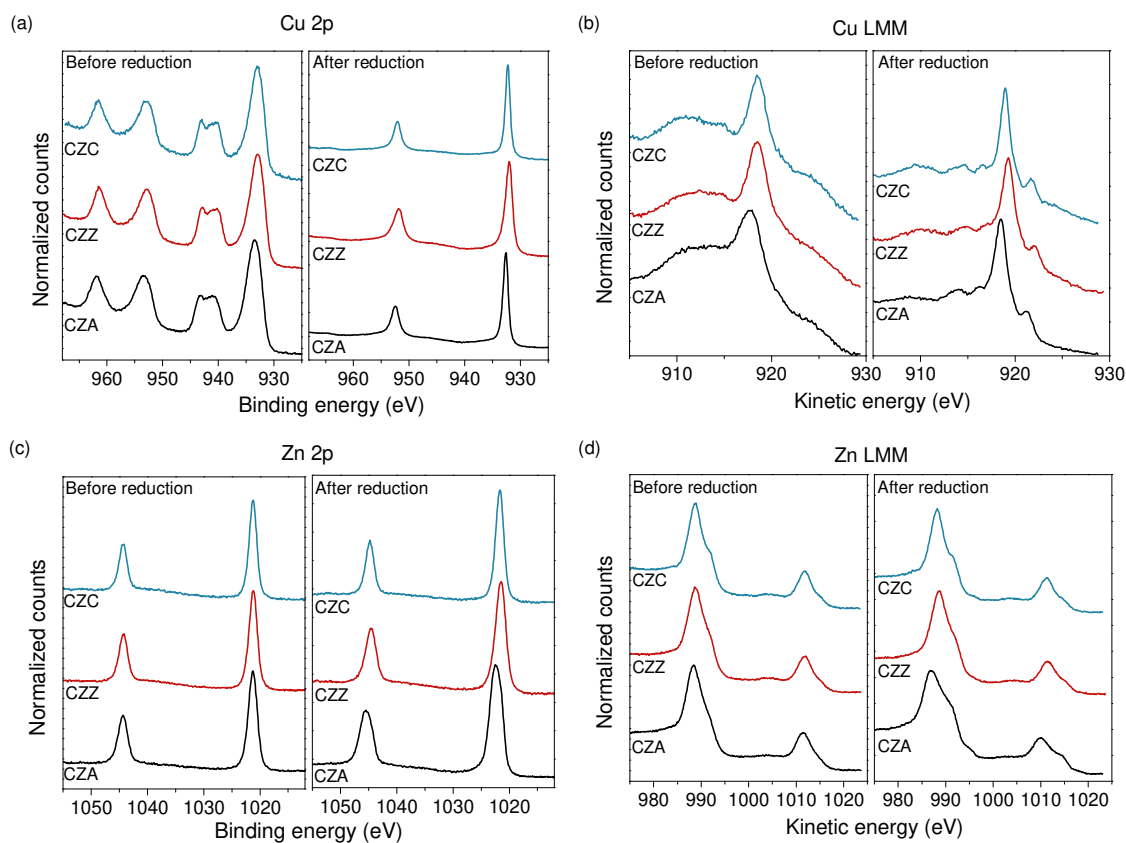 (a)
Cu 2p
Normalized counts
Before reduction
CZC
CZZ
CZA
After reduction
CZC
CZZ
CZA
960 950 940 930 960 950 940 930
Binding energy (eV)
(b)
Cu LMM
Normalized counts
Before reduction
CZC
CZZ
CZA
After reduction
CZC
CZZ
CZA
910 920 930 910 920 930
Kinetic energy (eV)
(c)
Zn 2p
Normalized counts
Before reduction
CZC
CZZ
CZA
After reduction
CZC
CZZ
CZA
1050 1040 1030 1020 1050 1040 1030 1020
Binding energy (eV)
(d)
Zn LMM
Normalized counts
Before reduction
CZC
CZZ
CZA
After reduction
CZC
CZZ
CZA
980 990 1000 1010 1020 980 990 1000 1010 1020
Kinetic energy (eV)